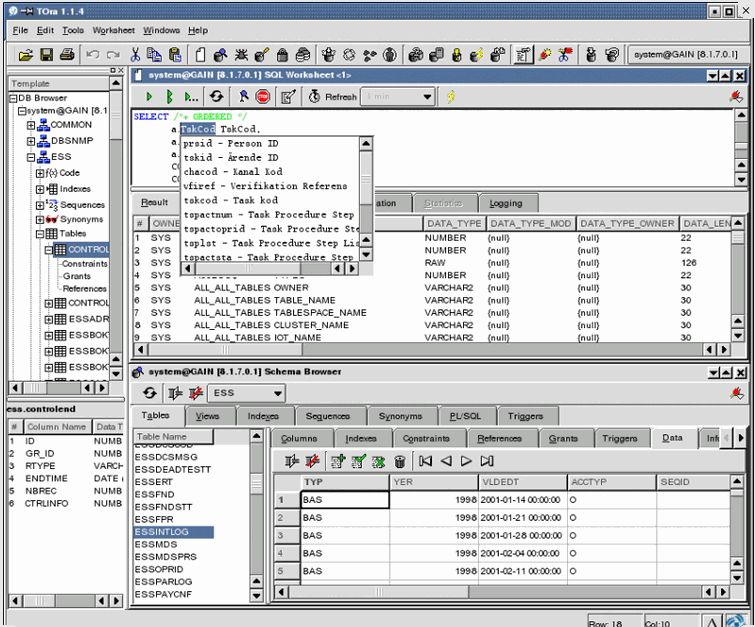 TOra 1.1.4
File Edit Tools Worksheet Windows Help
system@GAIN [8.1.7.0.1]
Template
DB Browser
system@GAIN [8.1
COMMON
DBSNMP
ESS
f(x) Code
Indexes
Sequences
Synonyms
Tables
CONTROL
Constraints
Grants
References
CONTROL
ESSADR
ESSBOK
ESSBOK
ESSBOK
ess.controlend
# Column Name Data T
1 ID NUMB
2 GR_ID NUMB
3 RTYPE VARCH
4 ENDTIME DATE
5 NBREC NUMB
6 CTRLINFO NUMB
system@GAIN [8.1.7.0.1] SQL Worksheet <1>
Refresh 1 min
SELECT /*+ ORDERED */
a.TskCod TskCod,
a.
a.
prsid - Person ID
tskid - Ärende ID
chacod - Kanal Kod
vfiref - Verifikation Referens
tskcod - Task kod
tspactnum - Task Procedure Step
tspactoprid - Task Procedure Ste
tsplst - Task Procedure Step Lis
tspactsta - Task Procedure Step
Result ation Statistics Logging
# OWNE DATA_TYPE DATA_TYPE_MOD DATA_TYPE_OWNER DATA_LEN
1 SYS NUMBER {null} {null} 22
2 SYS NUMBER {null} {null} 22
3 SYS RAW {null} {null} 126
4 SYS NUMBER {null} {null} 22
5 SYS ALL_ALL_TABLES OWNER VARCHAR2 {null} {null} 30
6 SYS ALL_ALL_TABLES TABLE_NAME VARCHAR2 {null} {null} 30
7 SYS ALL_ALL_TABLES TABLESPACE_NAME VARCHAR2 {null} {null} 30
8 SYS ALL_ALL_TABLES CLUSTER_NAME VARCHAR2 {null} {null} 30
9 SYS ALL_ALL_TABLES IOT_NAME VARCHAR2 {null} {null} 30
system@GAIN [8.1.7.0.1] Schema Browser
ESS
Tables Views Indexes Sequences Synonyms PL/SQL Triggers
Table Name
ESSDCSMSG
ESSDEADTESTT
ESSERT
ESSFND
ESSFNDSTT
ESSFPR
ESSINTLOG
ESSMDS
ESSMDSPRS
ESSOPRID
ESSPARLOG
ESSPAYCNF
Columns Indexes Constraints References Grants Triggers Data Inf
TYP YER VLDEDT ACCTYP SEQID
1 BAS 1998 2001-01-14 00:00:00 O
2 BAS 1998 2001-01-21 00:00:00 O
3 BAS 1998 2001-01-28 00:00:00 O
4 BAS 1998 2001-02-04 00:00:00 O
5 BAS 1998 2001-02-11 00:00:00 O
Row: 18 Col:10